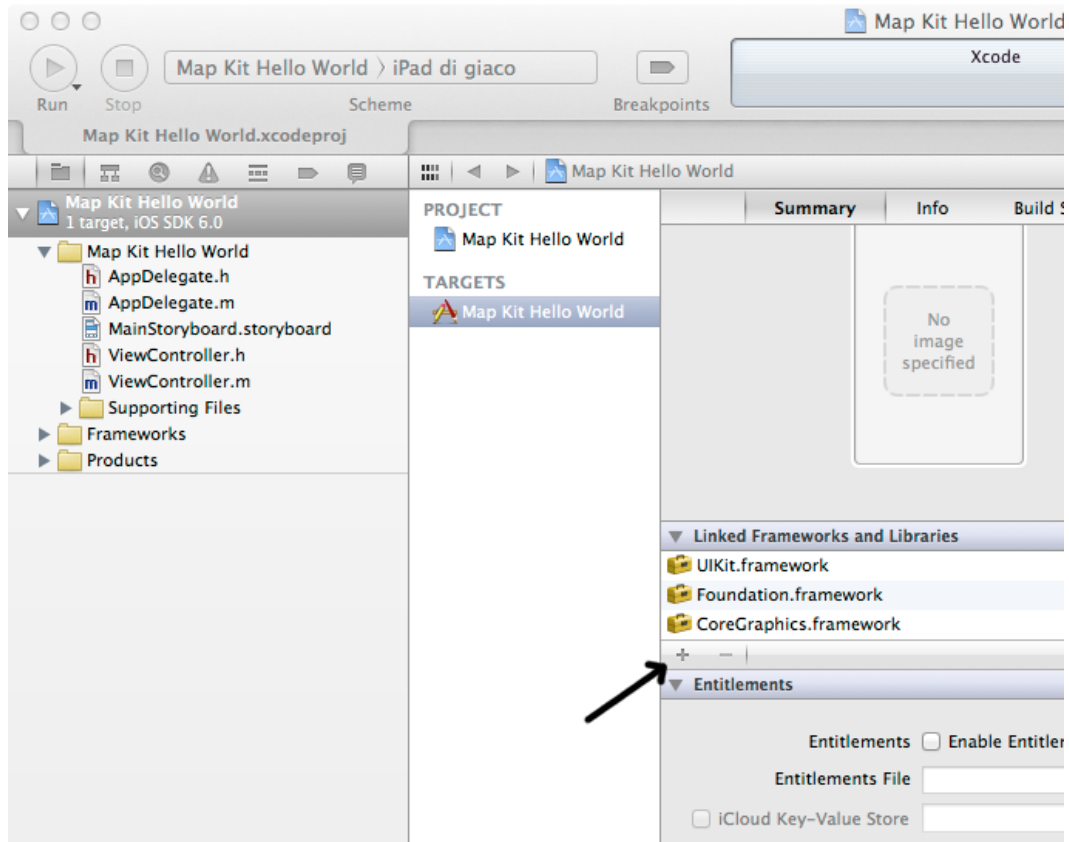 Map Kit Hello World
Map Kit Hello World 〉 iPad di giaco
Xcode
Run Stop Scheme Breakpoints
Map Kit Hello World.xcodeproj
Map Kit Hello World
Map Kit Hello World
1 target, iOS SDK 6.0
Map Kit Hello World
AppDelegate.h
AppDelegate.m
MainStoryboard.storyboard
ViewController.h
ViewController.m
Supporting Files
Frameworks
Products
PROJECT
Map Kit Hello World
TARGETS
Map Kit Hello World
Summary Info Build S
No
image
specified
Linked Frameworks and Libraries
UIKit.framework
Foundation.framework
CoreGraphics.framework
Entitlements
Entitlements Enable Entitler
Entitlements File
iCloud Key-Value Store